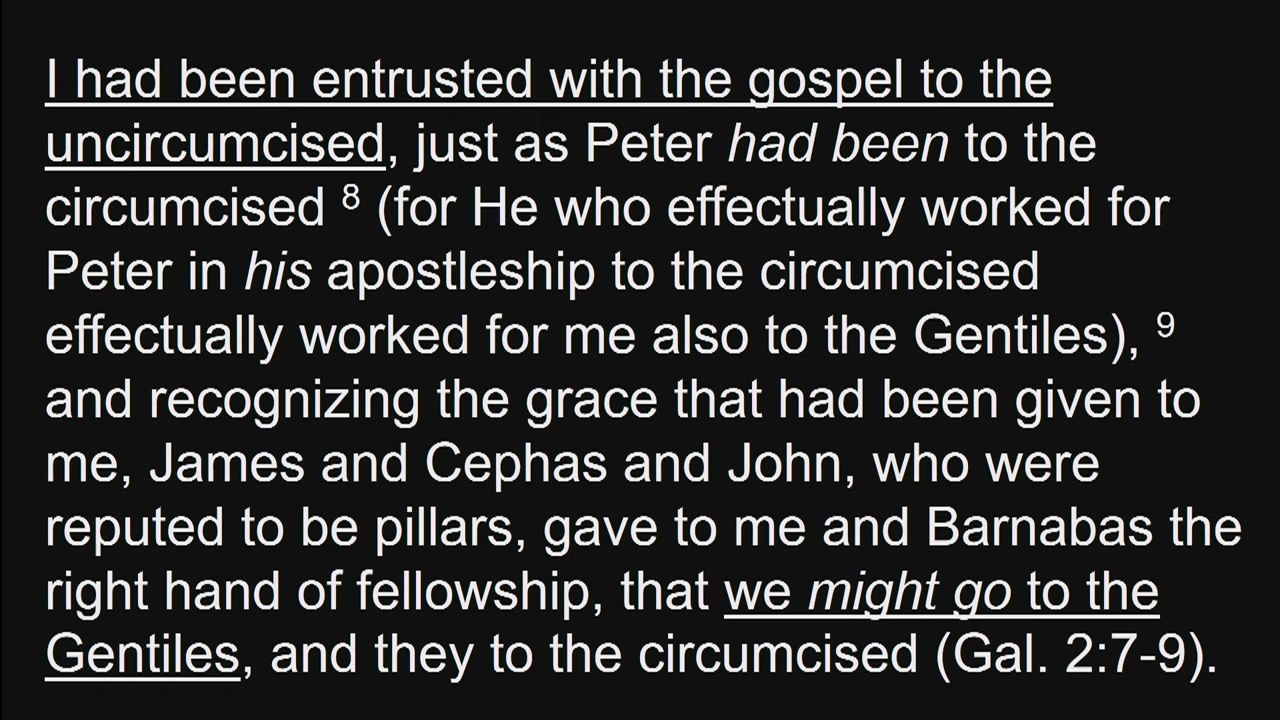 I had been entrusted with the gospel to the
uncircumcised, just as Peter had been to the
circumcised 8 (for He who effectually worked for
Peter in his apostleship to the circumcised
effectually worked for me also to the Gentiles), 9
and recognizing the grace that had been given to
me, James and Cephas and John, who were
reputed to be pillars, gave to me and Barnabas the
right hand of fellowship, that we might go to the
Gentiles, and they to the circumcised (Gal. 2:7-9).